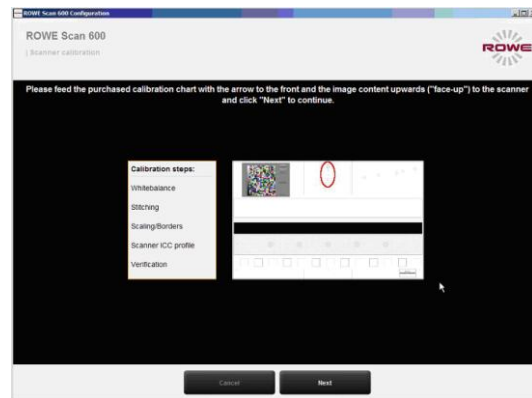 ROWE Scan 600 Configuration
ROWE Scan 600
| Scanner calibration
ROWE
Please feed the purchased calibration chart with the arrow to the front and the image content upwards ("face-up") to the scanner
and click "Next" to continue.
Calibration steps:
Whitebalance
Stitching
Scaling/Borders
Scanner ICC profile
Verification
Cancel
Next